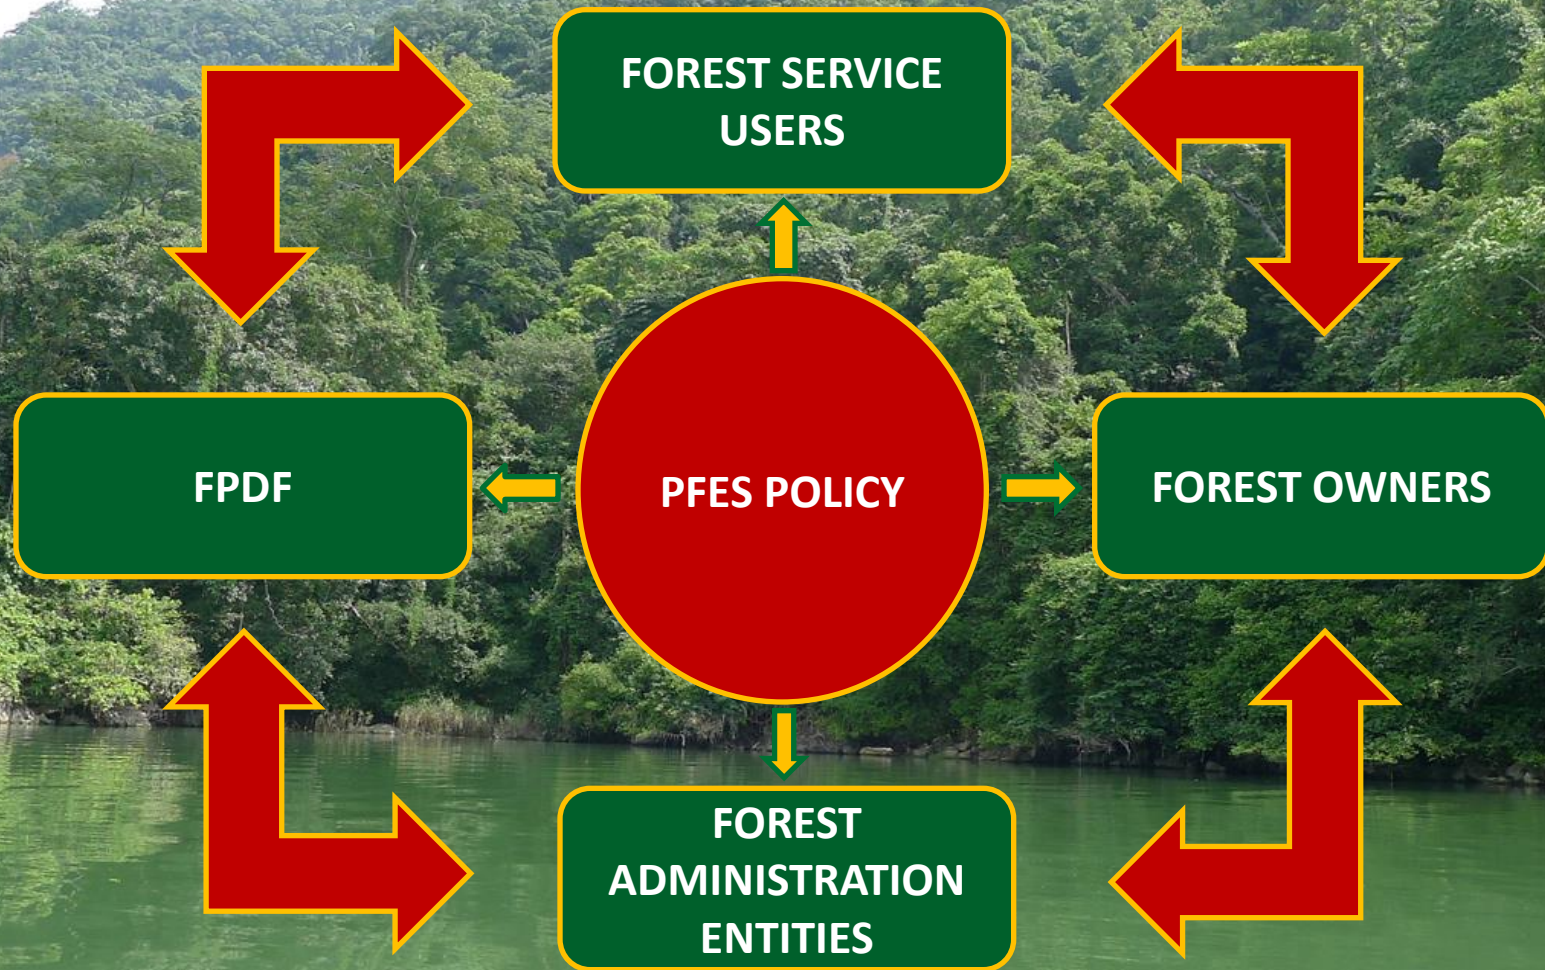 FOREST SERVICE
USERS
FPDF
PFES POLICY
FOREST OWNERS
FOREST
ADMINISTRATION
ENTITIES